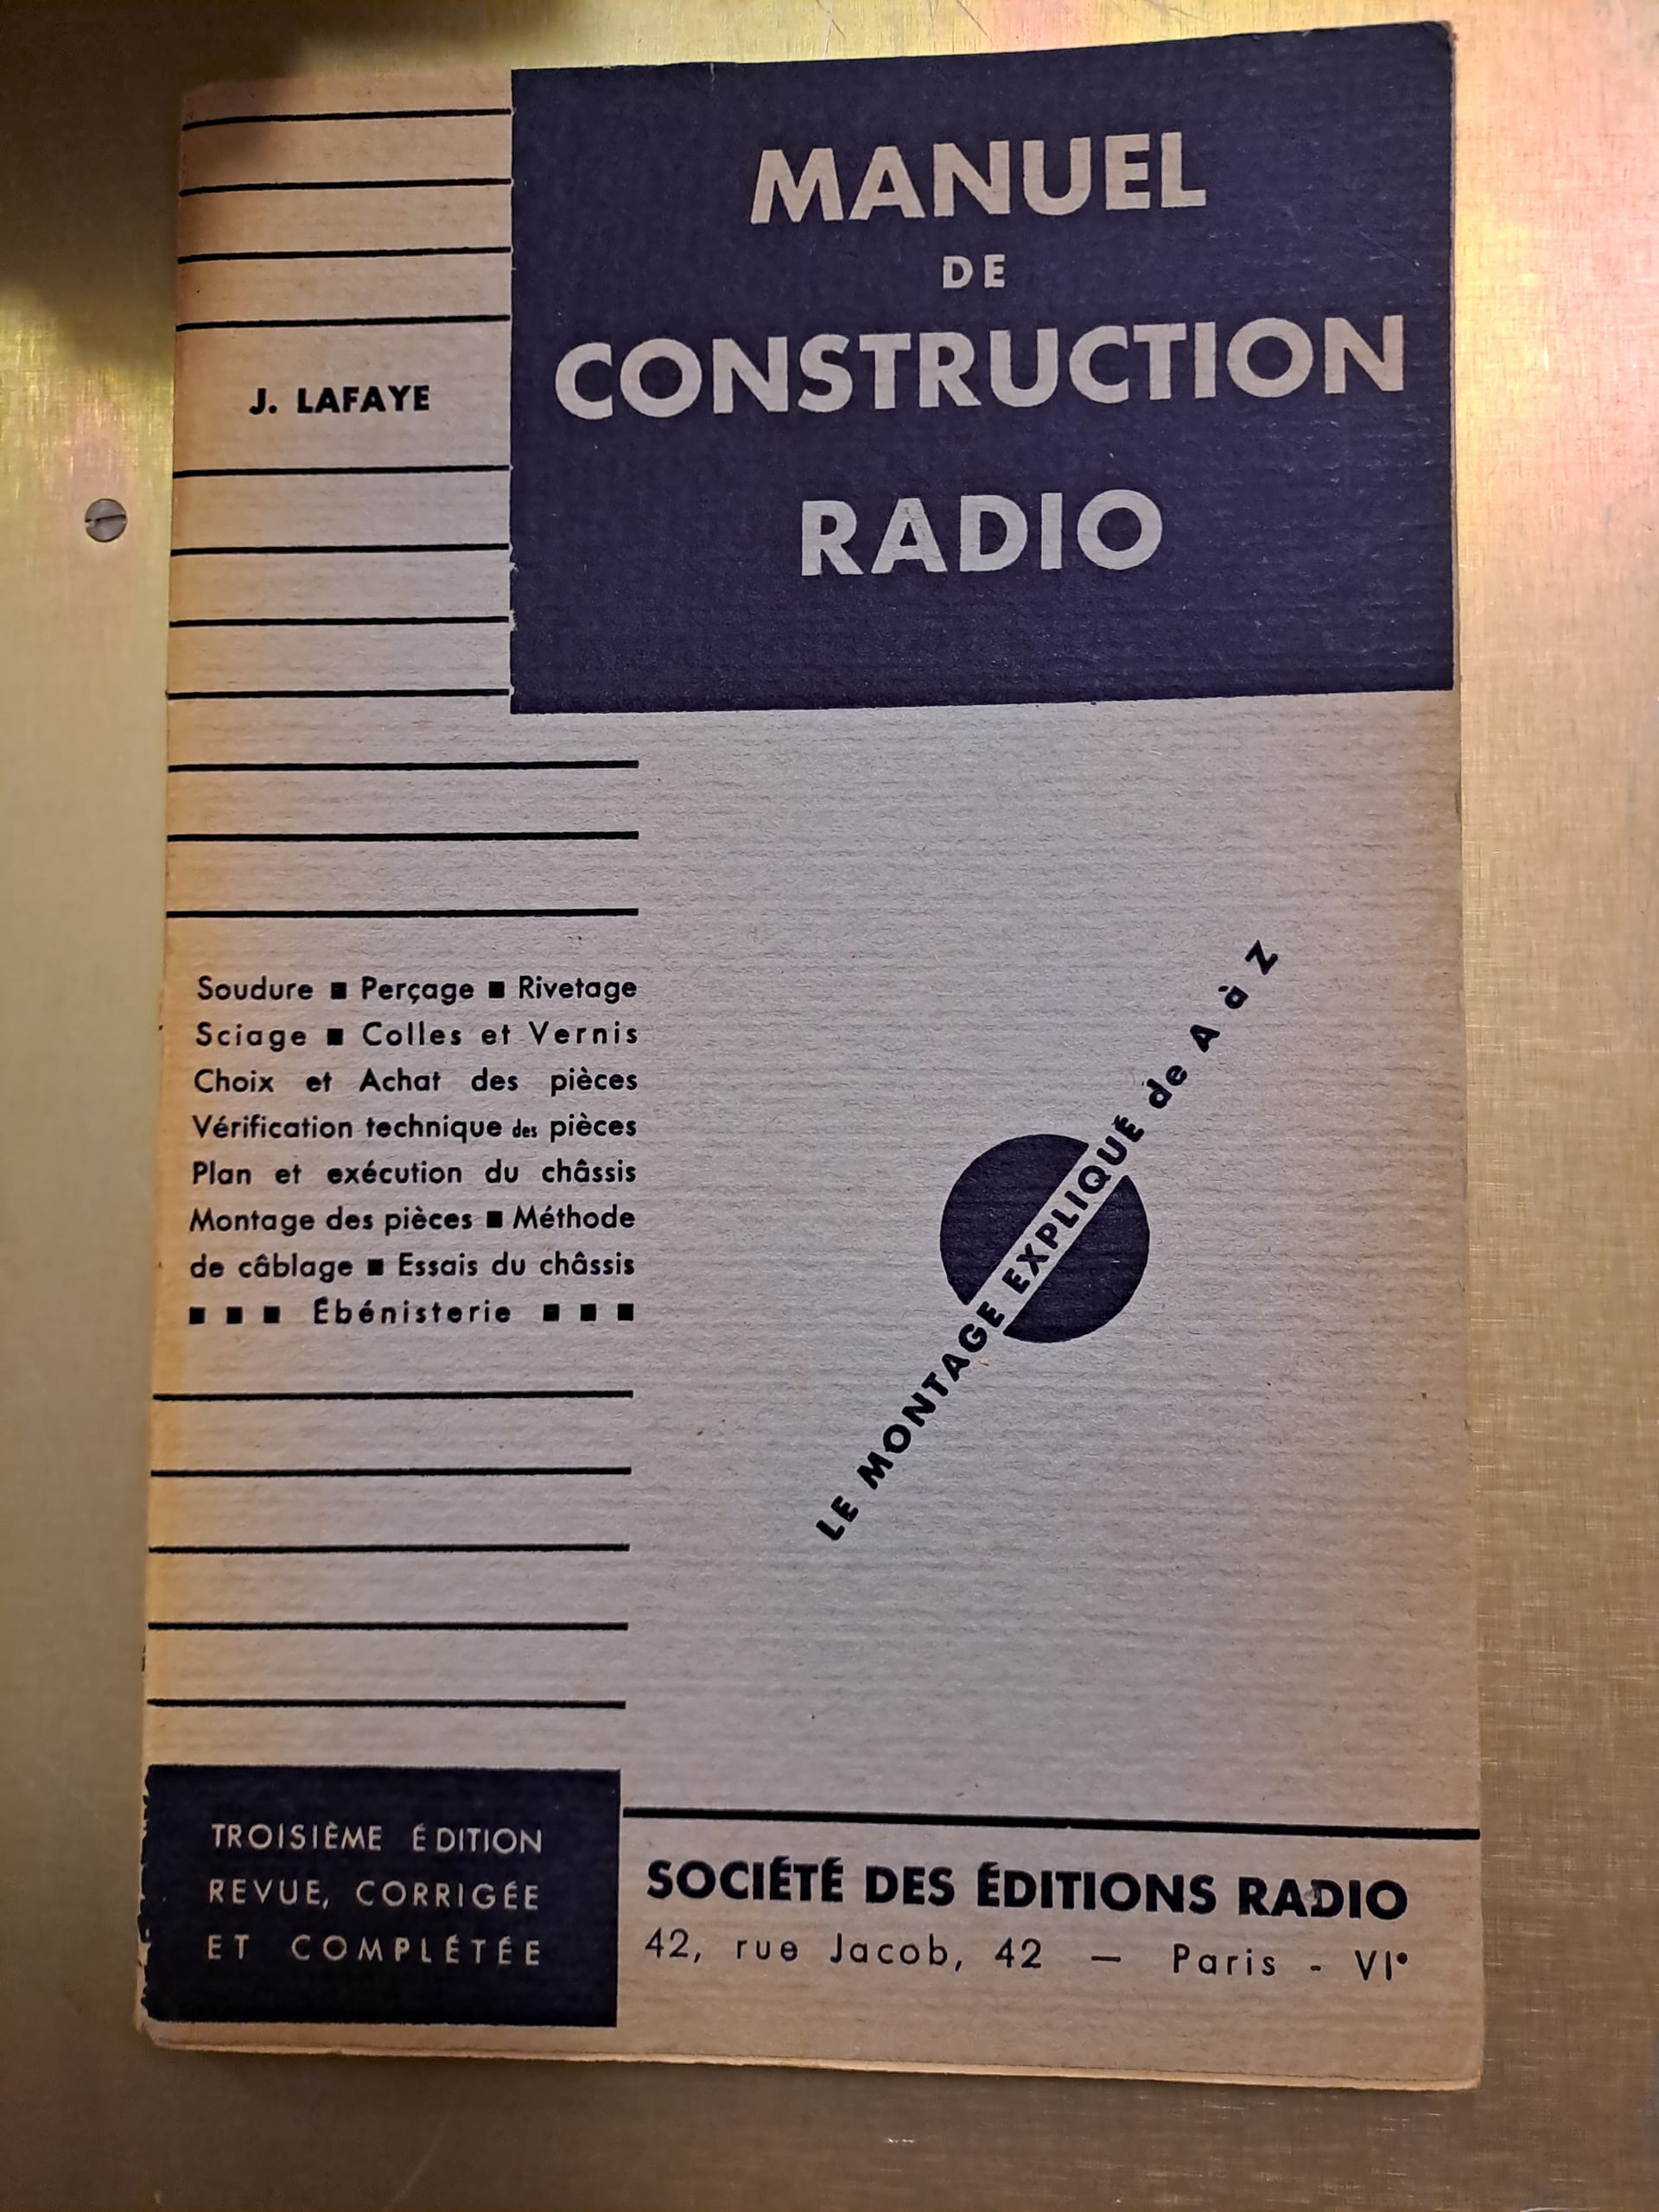 MANUEL
DE
CONSTRUCTION
RADIO
J. LAFAYE
Soudure ■ Perçage ■ Rivetage
Sciage ■ Colles et Vernis
Choix et Achat des pièces
Vérification technique des pièces
Plan et exécution du châssis
Montage des pièces ■ Méthode
de câblage ■ Essais du châssis
■ ■ ■ Ébénisterie ■ ■ ■
LE MONTAGE EXPLIQUÉ de A à Z
TROISIÈME ÉDITION
REVUE, CORRIGÉE
ET COMPLÉTÉE
SOCIÉTÉ DES ÉDITIONS RADIO
42, rue Jacob, 42 — Paris - VIe